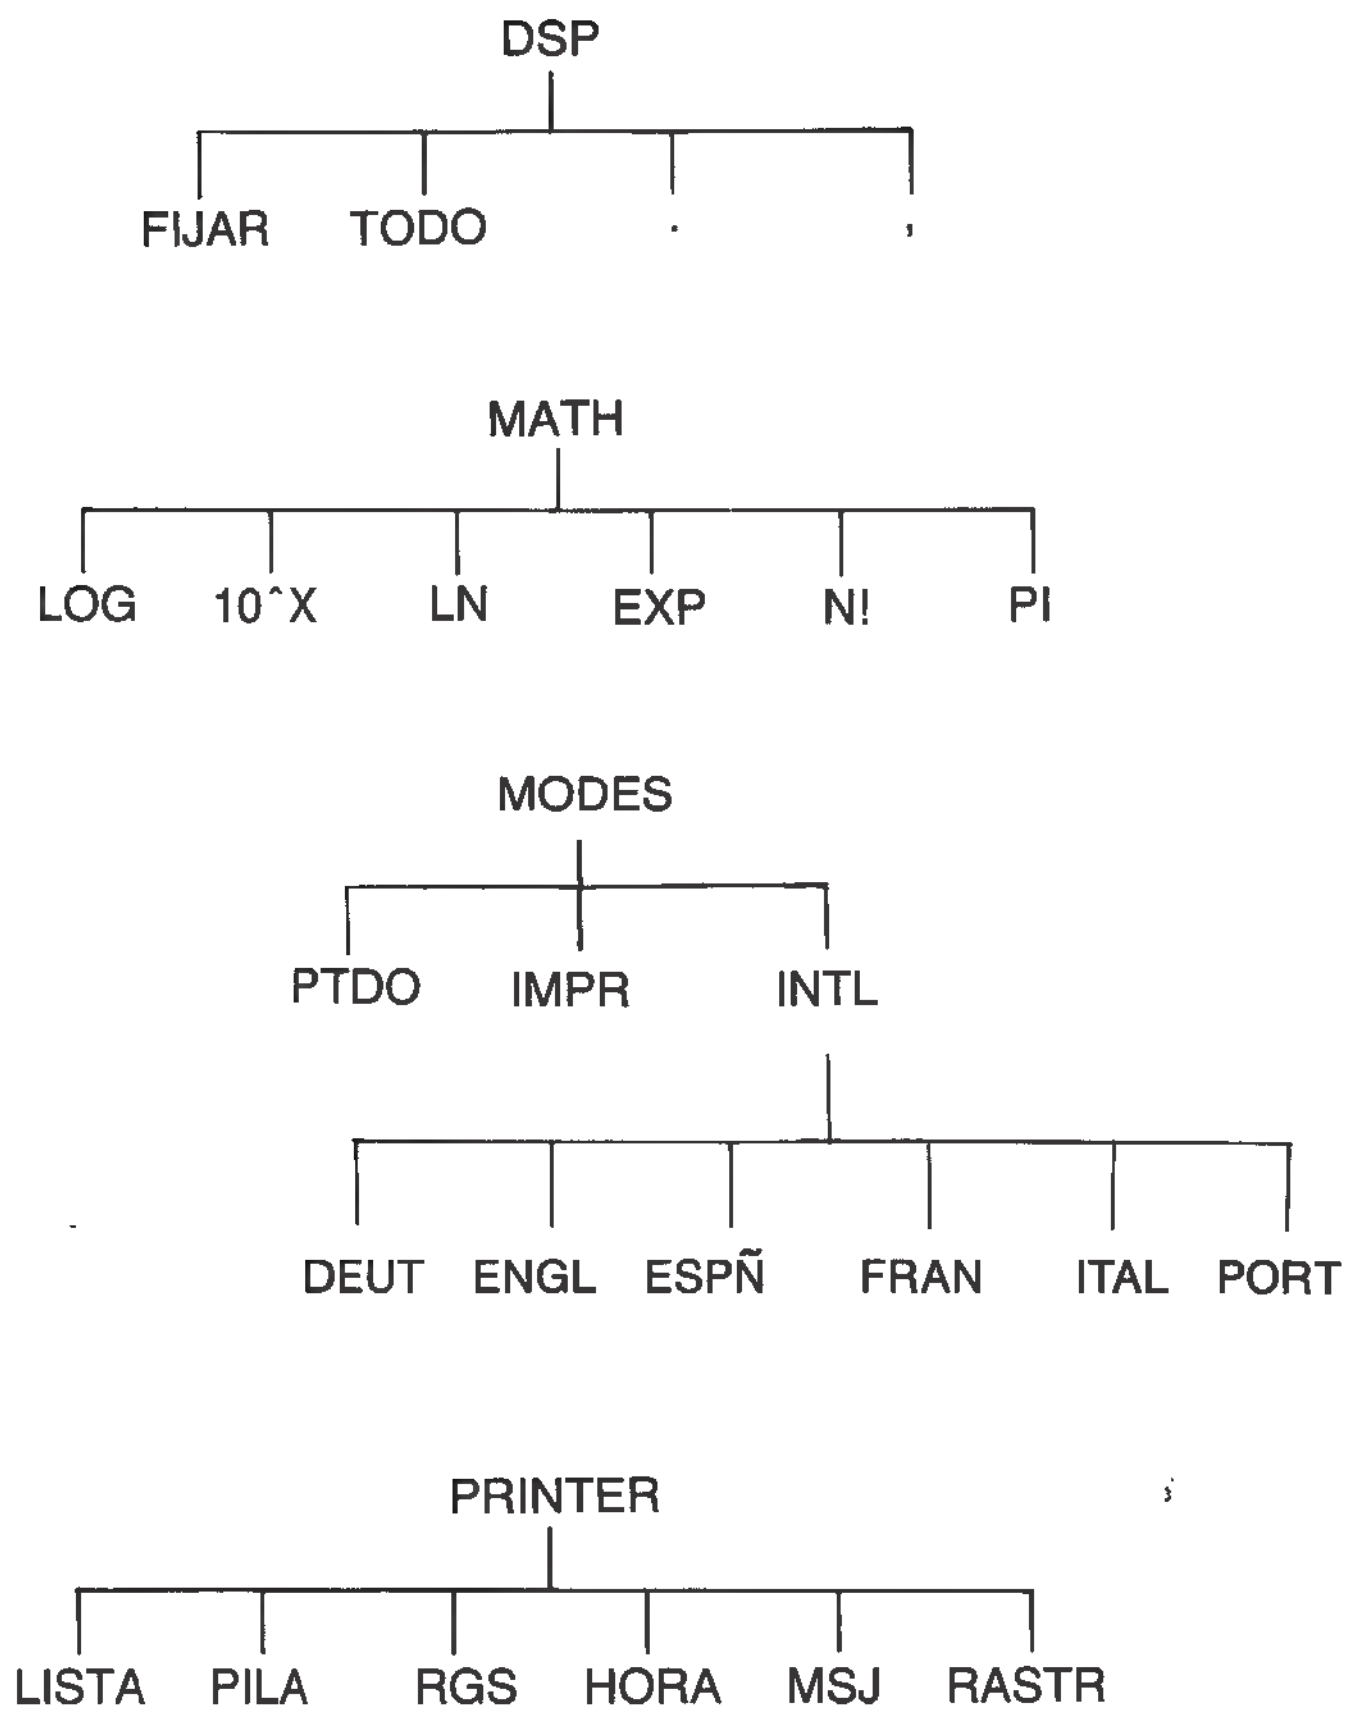 DSP
FIJAR TODO . ,
MATH
LOG 10^X LN EXP N! PI
MODES
PTDO IMPR INTL
DEUT ENGL ESPÑ FRAN ITAL PORT
PRINTER
LISTA PILA RGS HORA MSJ RASTR